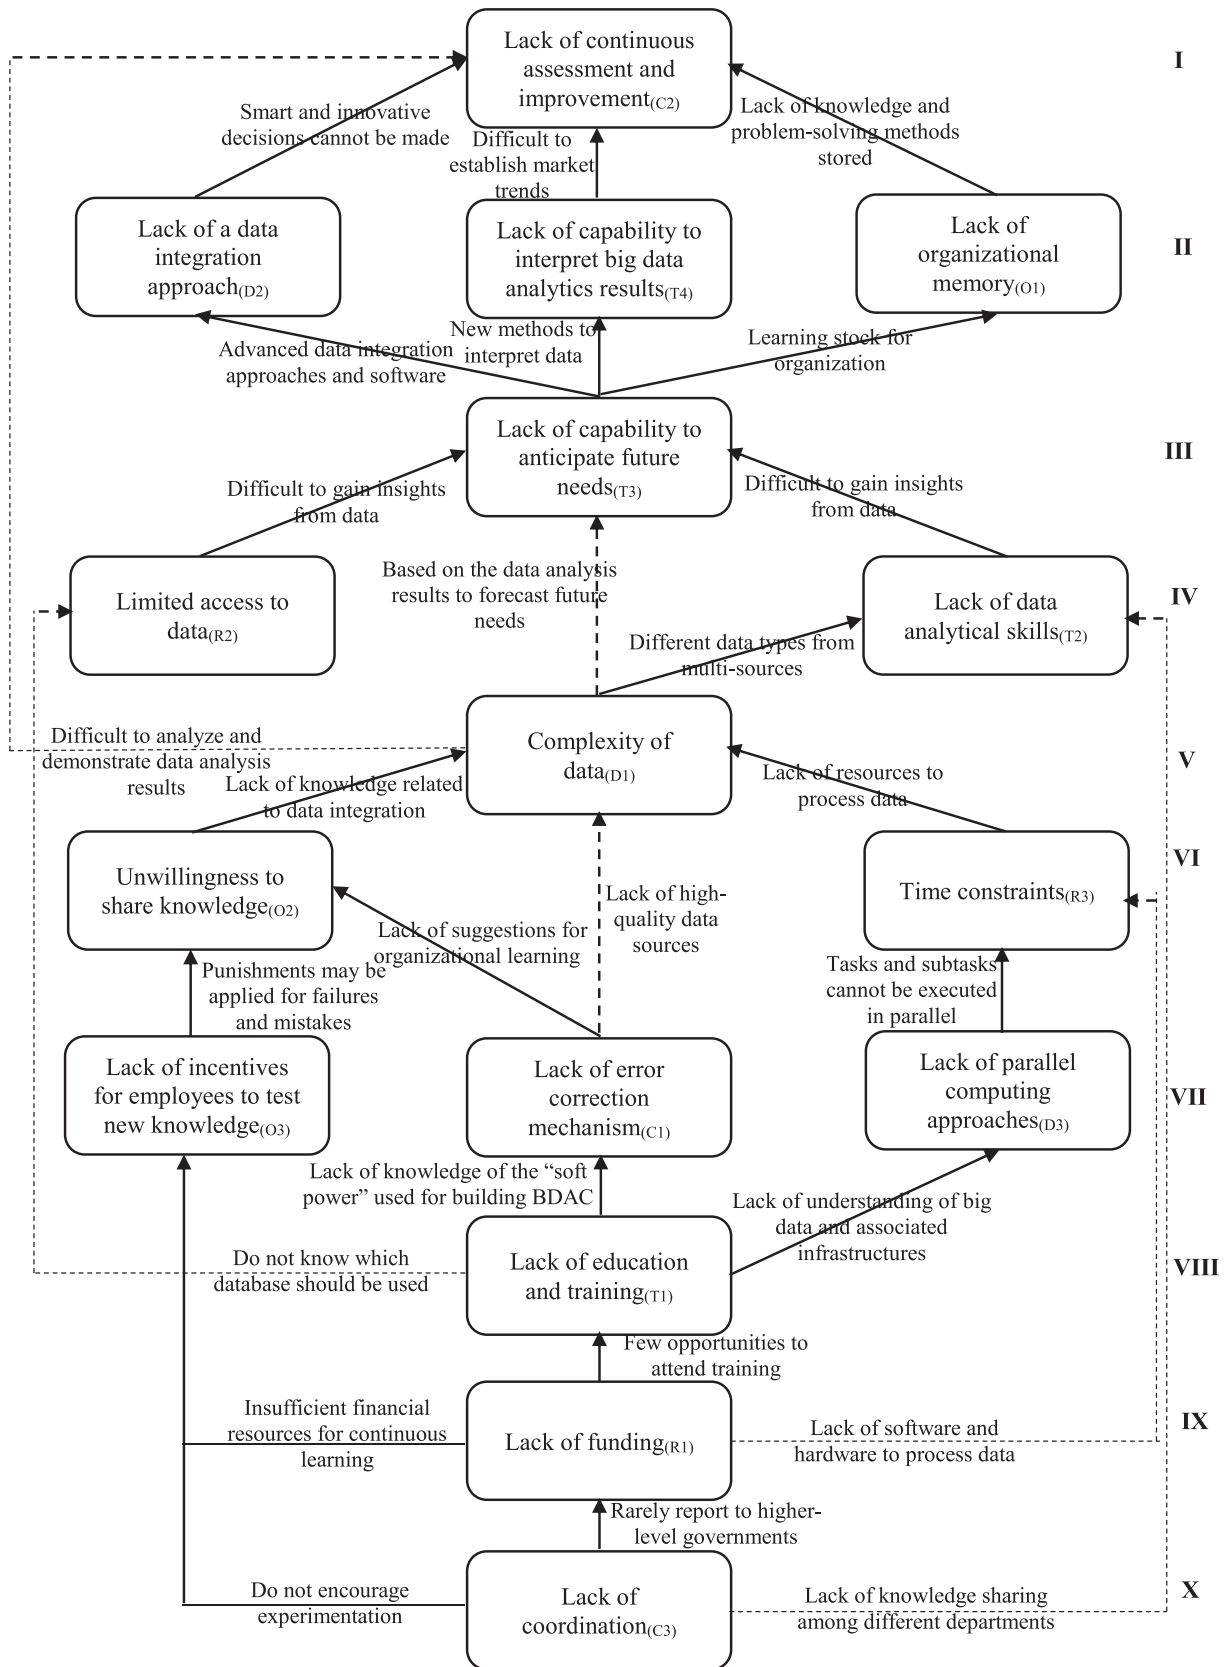 Lack of continuous
assessment and
improvement(C2)
I
Smart and innovative
decisions cannot be made
Difficult to
establish market
trends
Lack of knowledge and
problem-solving methods
stored
Lack of a data
integration
approach(D2)
Lack of capability to
interpret big data
analytics results(T4)
Lack of
organizational
memory(O1)
II
Advanced data integration
approaches and software
New methods to
interpret data
Learning stock for
organization
Lack of capability to
anticipate future
needs(T3)
III
Difficult to gain insights
from data
Difficult to gain insights
from data
Limited access to
data(R2)
Based on the data analysis
results to forecast future
needs
Lack of data
analytical skills(T2)
IV
Different data types from
multi-sources
Difficult to analyze and
demonstrate data analysis
results
Complexity of
data(D1)
V
Lack of knowledge related
to data integration
Lack of resources to
process data
Unwillingness to
share knowledge(O2)
Lack of high-
quality data
sources
Time constraints(R3)
VI
Lack of suggestions for
organizational learning
Punishments may be
applied for failures
and mistakes
Tasks and subtasks
cannot be executed
in parallel
Lack of incentives
for employees to test
new knowledge(O3)
Lack of error
correction
mechanism(C1)
Lack of parallel
computing
approaches(D3)
VII
Lack of knowledge of the “soft
power” used for building BDAC
Lack of understanding of big
data and associated
infrastructures
Do not know which
database should be used
Lack of education
and training(T1)
VIII
Few opportunities to
attend training
Insufficient financial
resources for continuous
learning
Lack of funding(R1)
Lack of software and
hardware to process data
IX
Rarely report to higher-
level governments
Do not encourage
experimentation
Lack of
coordination(C3)
Lack of knowledge sharing
among different departments
X